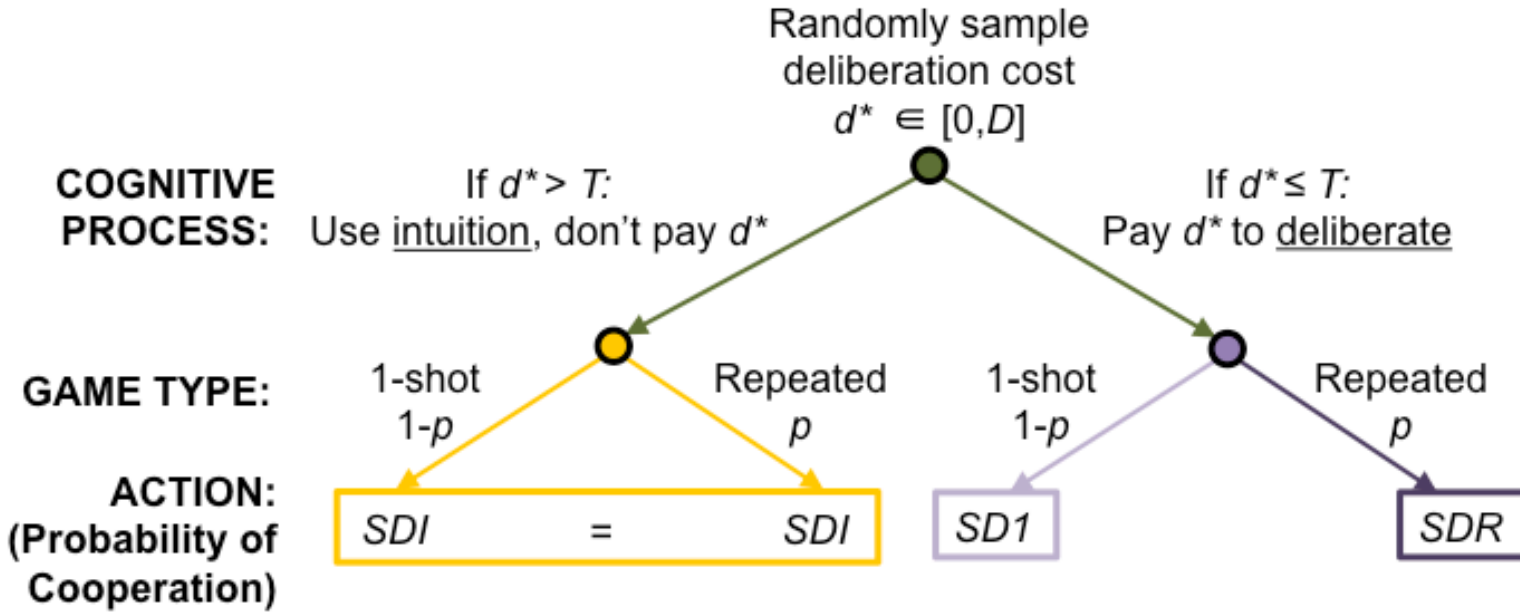 Randomly sample
deliberation cost
d* ∈ [0,D]
COGNITIVE
PROCESS:
If d* > T:
Use intuition, don't pay d*
If d* ≤ T:
Pay d* to deliberate
GAME TYPE:
1-shot
1-p
Repeated
p
1-shot
1-p
Repeated
p
ACTION:
(Probability of
Cooperation)
SDI = SDI
SD1
SDR